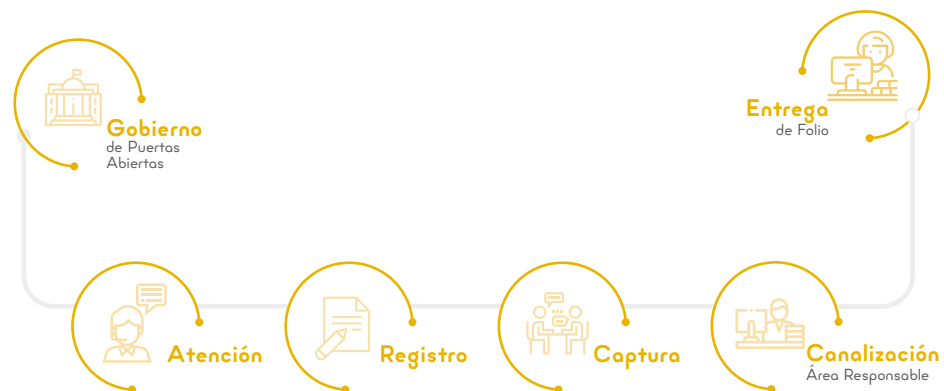 Gobierno
de Puertas
Abiertas
Entrega
de Folio
Atención
Registro
Captura
Canalización
Área Responsable